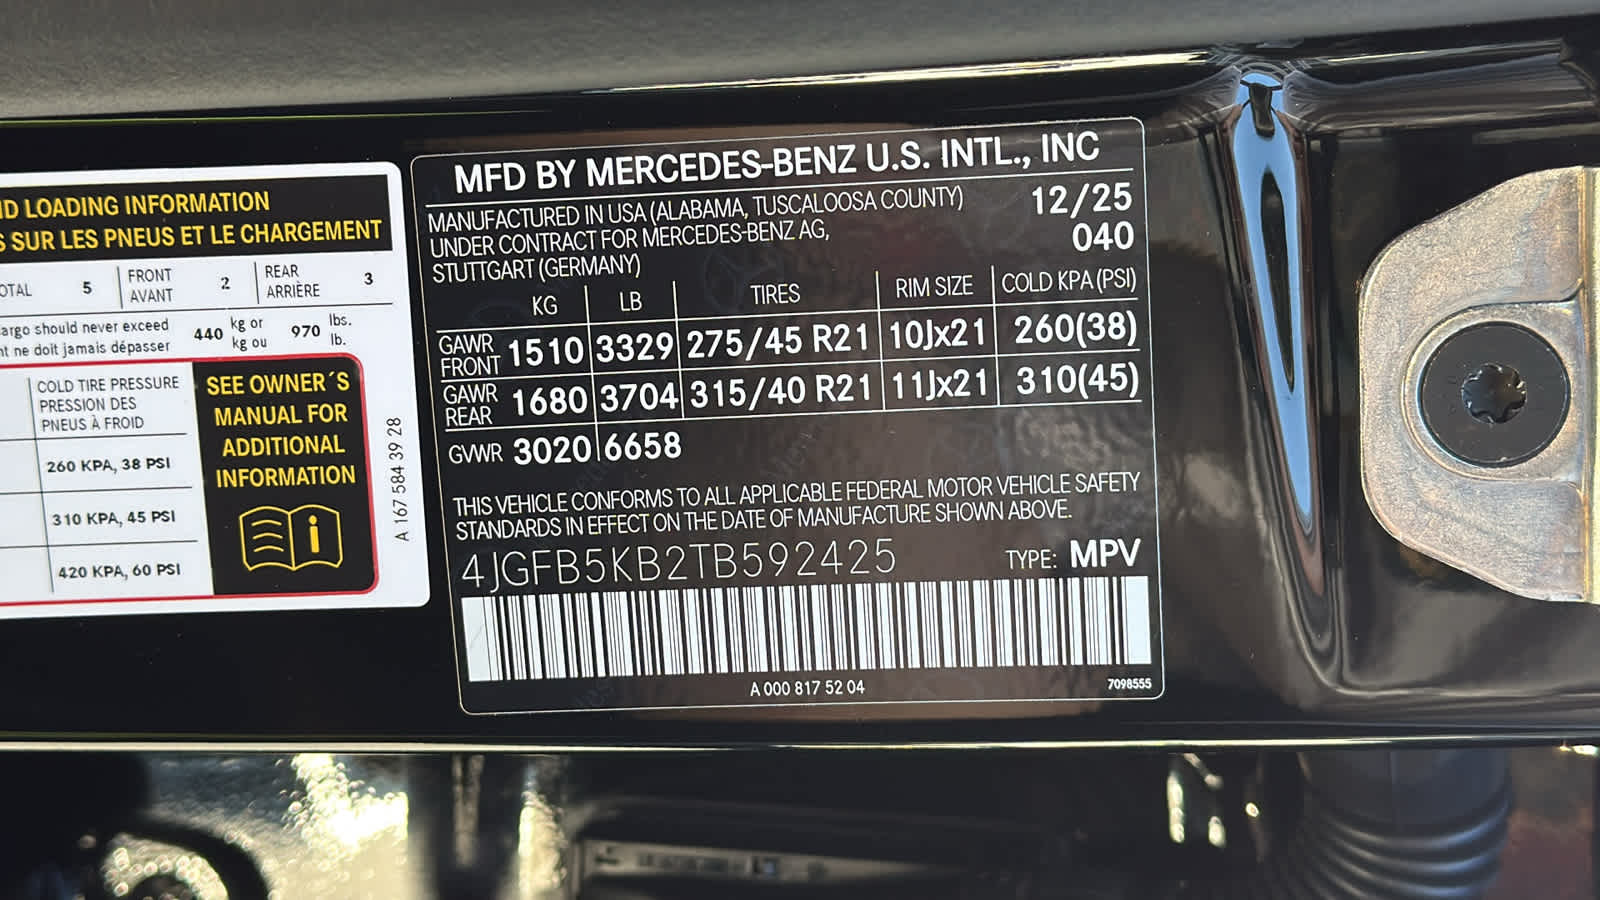 ND LOADING INFORMATION
S SUR LES PNEUS ET LE CHARGEMENT
OTAL 5 FRONT AVANT 2 REAR ARRIÈRE 3
argo should never exceed
nt ne doit jamais dépasser
440 kg or kg ou 970 lbs. lb.
COLD TIRE PRESSURE
PRESSION DES
PNEUS À FROID
260 KPA, 38 PSI
310 KPA, 45 PSI
420 KPA, 60 PSI
SEE OWNER´S
MANUAL FOR
ADDITIONAL
INFORMATION
i
A 167 584 39 28
MFD BY MERCEDES-BENZ U.S. INTL., INC
MANUFACTURED IN USA (ALABAMA, TUSCALOOSA COUNTY) 12/25
UNDER CONTRACT FOR MERCEDES-BENZ AG, 040
STUTTGART (GERMANY)
KG LB TIRES RIM SIZE COLD KPA (PSI)
GAWR FRONT 1510 3329 275/45 R21 10Jx21 260(38)
GAWR REAR 1680 3704 315/40 R21 11Jx21 310(45)
GVWR 3020 6658
THIS VEHICLE CONFORMS TO ALL APPLICABLE FEDERAL MOTOR VEHICLE SAFETY
STANDARDS IN EFFECT ON THE DATE OF MANUFACTURE SHOWN ABOVE.
4JGFB5KB2TB592425 TYPE: MPV
A 000 817 52 04 7098555